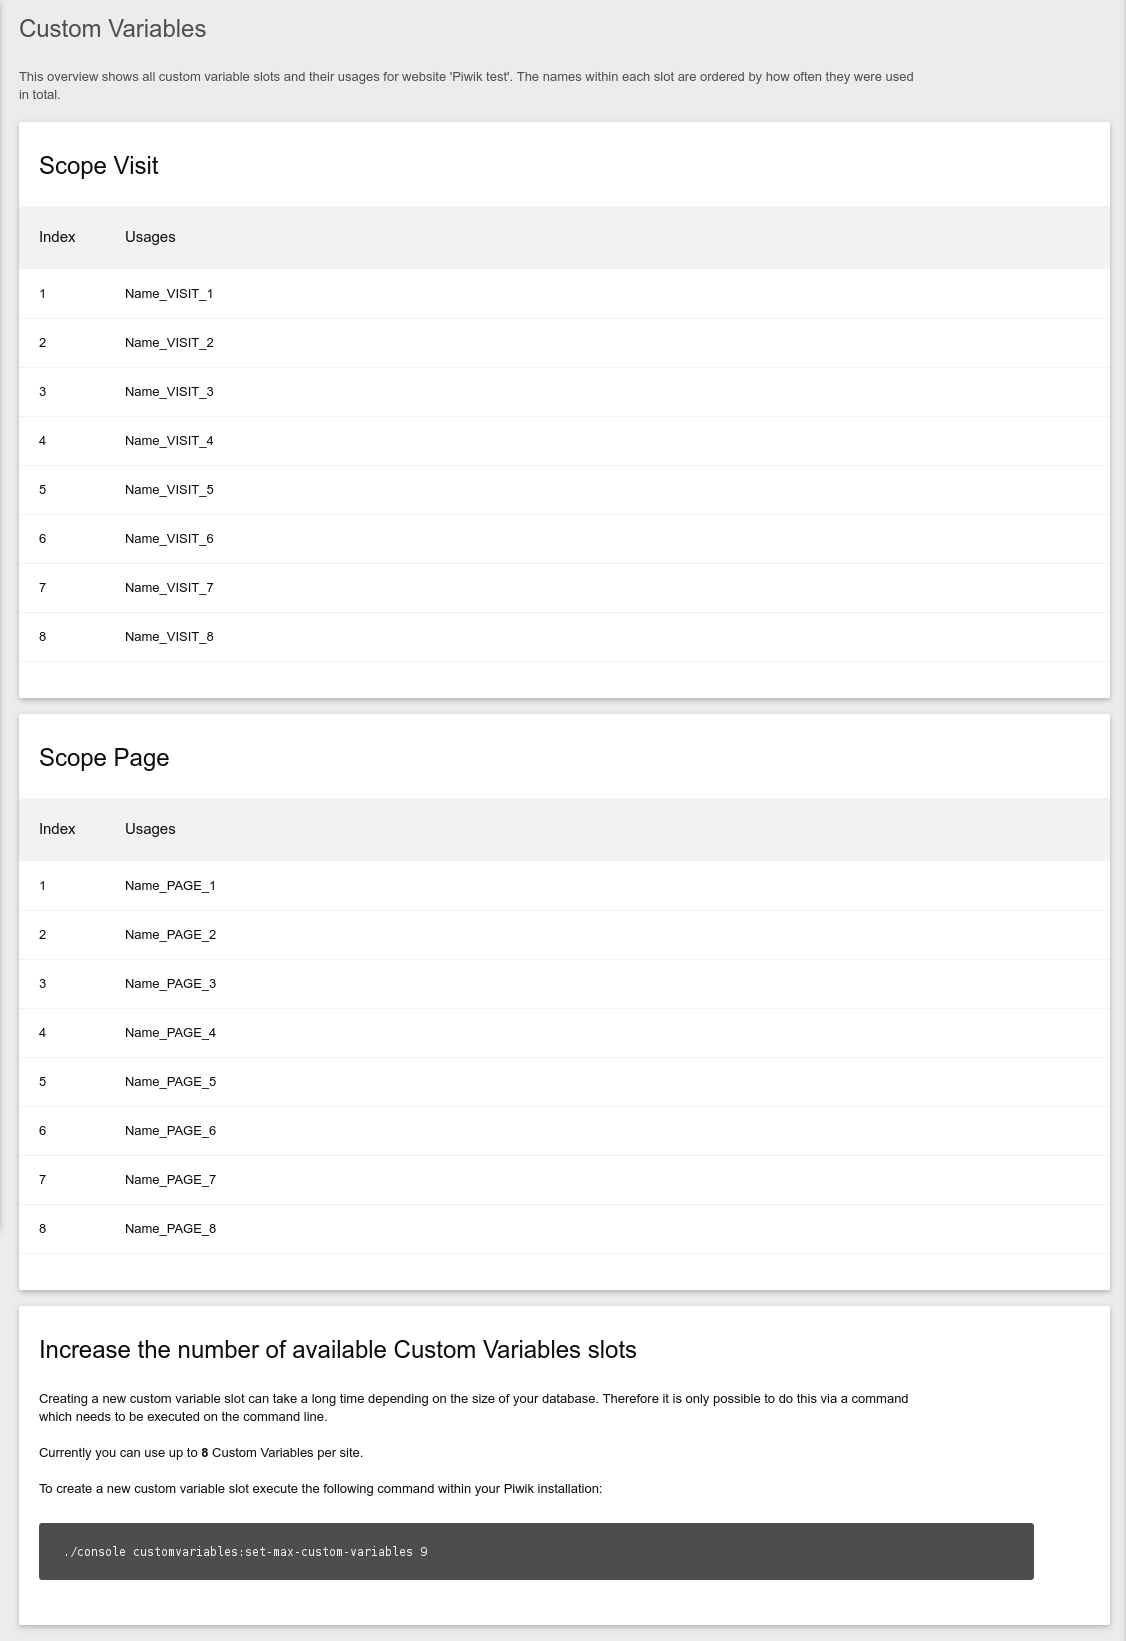 Custom Variables
This overview shows all custom variable slots and their usages for website 'Piwik test'. The names within each slot are ordered by how often they were used
in total.
Scope Visit
Index Usages
1 Name_VISIT_1
2 Name_VISIT_2
3 Name_VISIT_3
4 Name_VISIT_4
5 Name_VISIT_5
6 Name_VISIT_6
7 Name_VISIT_7
8 Name_VISIT_8
Scope Page
Index Usages
1 Name_PAGE_1
2 Name_PAGE_2
3 Name_PAGE_3
4 Name_PAGE_4
5 Name_PAGE_5
6 Name_PAGE_6
7 Name_PAGE_7
8 Name_PAGE_8
Increase the number of available Custom Variables slots
Creating a new custom variable slot can take a long time depending on the size of your database. Therefore it is only possible to do this via a command
which needs to be executed on the command line.
Currently you can use up to 8 Custom Variables per site.
To create a new custom variable slot execute the following command within your Piwik installation:
./console customvariables:set-max-custom-variables 9